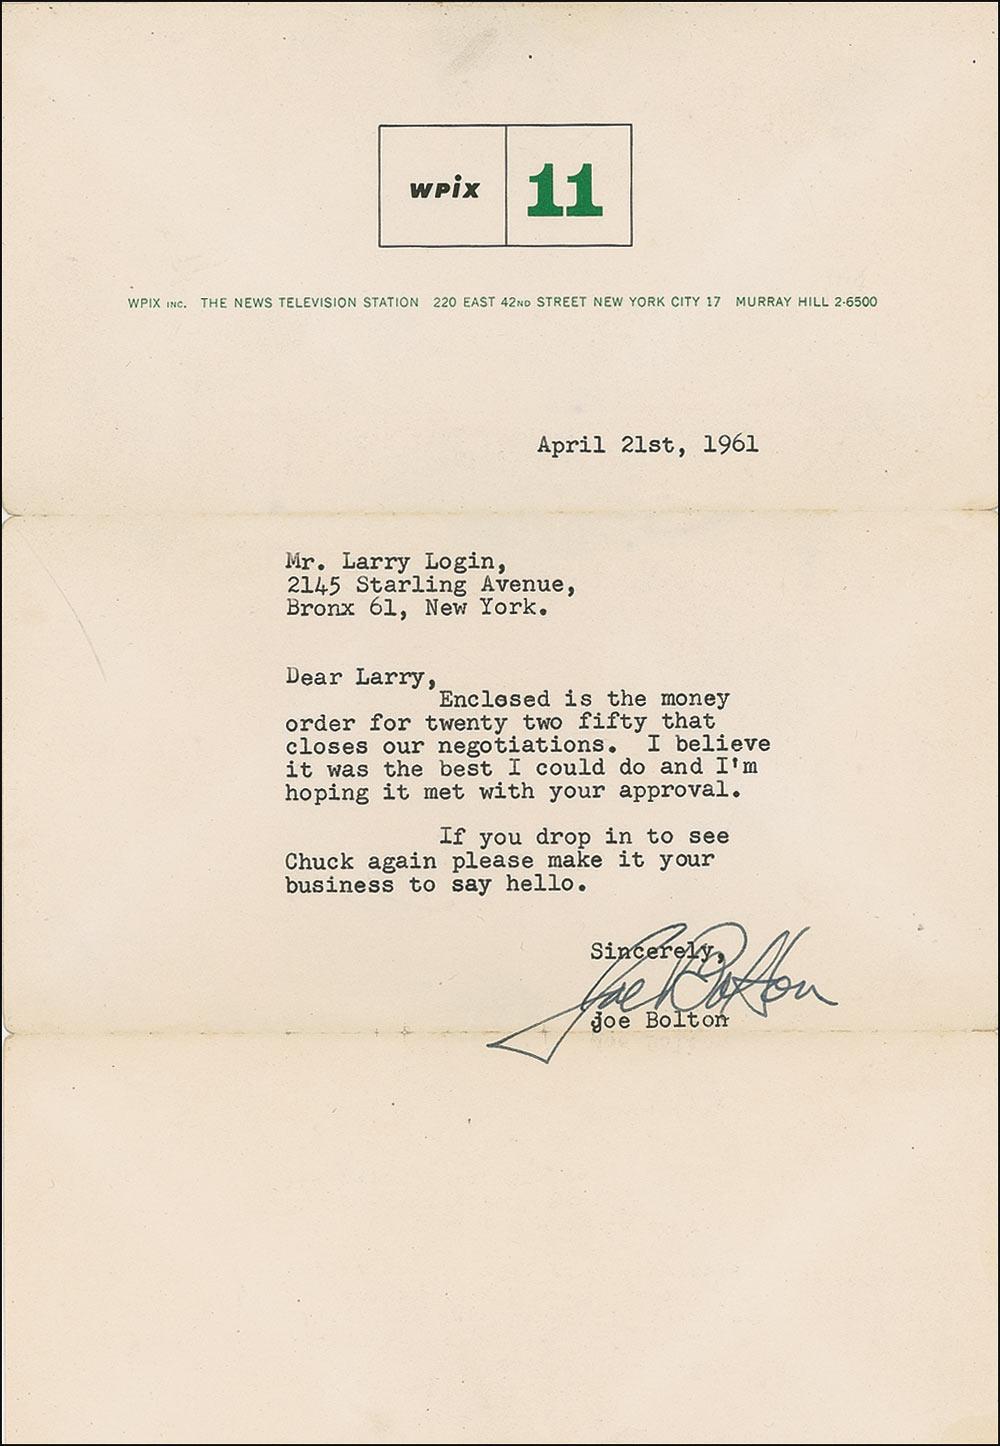 wpix 11
WPIX INC. THE NEWS TELEVISION STATION 220 EAST 42ND STREET NEW YORK CITY 17 MURRAY HILL 2-6500
April 21st, 1961
Mr. Larry Login,
2145 Starling Avenue,
Bronx 61, New York.
Dear Larry,
Enclosed is the money
order for twenty two fifty that
closes our negotiations. I believe
it was the best I could do and I'm
hoping it met with your approval.
If you drop in to see
Chuck again please make it your
business to say hello.
Sincerely,
Joe Bolton
joe Bolton